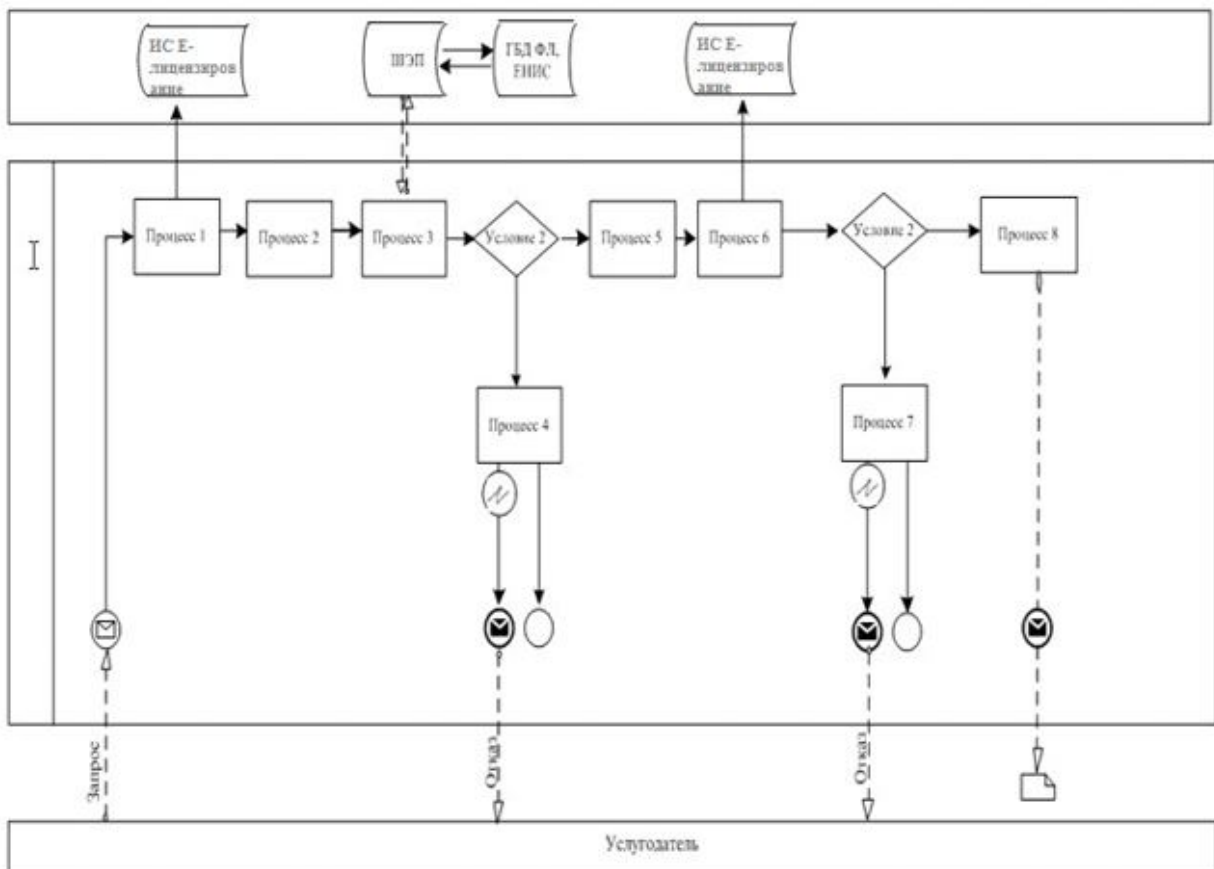 ИС Е-
лицензиров
ание
ШЭП
ГБД ФЛ,
ЕНИС
ИС Е-
лицензиров
ание
Процесс 1
Процесс 2
Процесс 3
Условие 2
Процесс 5
Процесс 6
Условие 2
Процесс 8
Процесс 4
Процесс 7
Запрос
Отказ
Отказ
Услугодатель